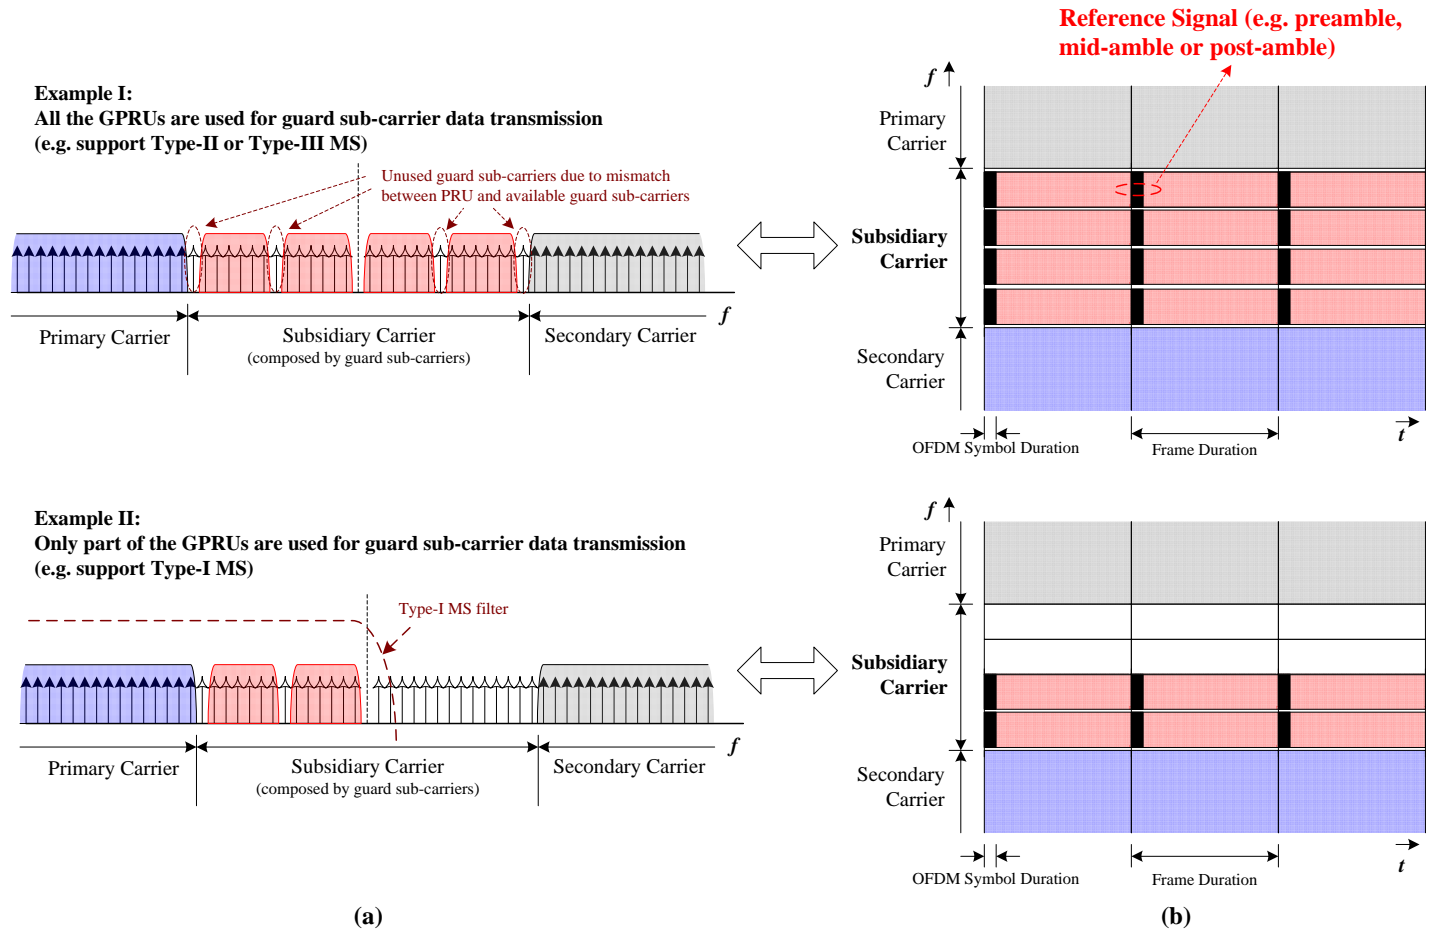 Reference Signal (e.g. preamble,
mid-amble or post-amble)
Example I:
All the GPRUs are used for guard sub-carrier data transmission
(e.g. support Type-II or Type-III MS)
Unused guard sub-carriers due to mismatch
between PRU and available guard sub-carriers
f
Primary Carrier
Subsidiary Carrier
(composed by guard sub-carriers)
Secondary Carrier
f
Primary
Carrier
Subsidiary
Carrier
Secondary
Carrier
t
OFDM Symbol Duration
Frame Duration
Example II:
Only part of the GPRUs are used for guard sub-carrier data transmission
(e.g. support Type-I MS)
Type-I MS filter
f
Primary Carrier
Subsidiary Carrier
(composed by guard sub-carriers)
Secondary Carrier
f
Primary
Carrier
Subsidiary
Carrier
Secondary
Carrier
t
OFDM Symbol Duration
Frame Duration
(a)
(b)